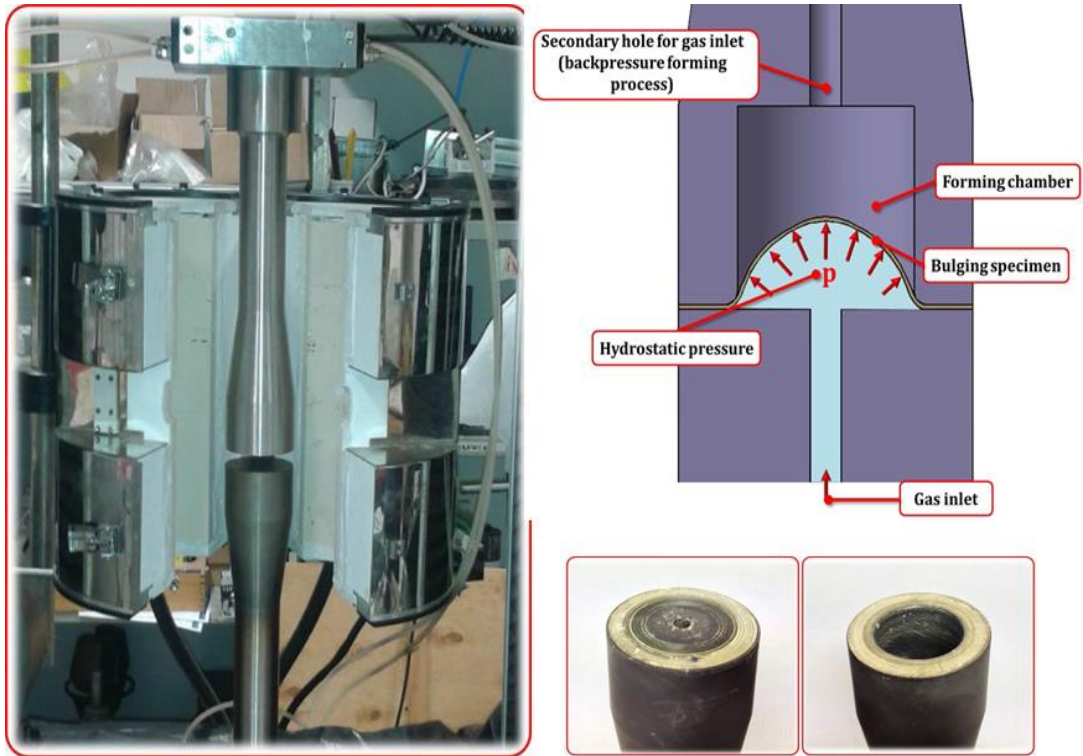 Secondary hole for gas inlet
(backpressure forming
process)
Forming chamber
Bulging specimen
p
Hydrostatic pressure
Gas inlet